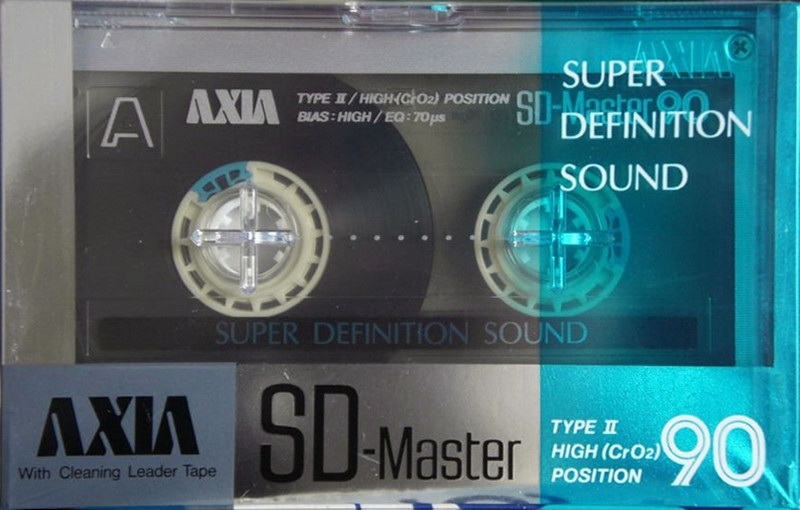 AXIA
SUPER
DEFINITION
SOUND
A
AXIA
TYPE II / HIGH (CrO2) POSITION
BIAS : HIGH / EQ : 70μs
SD-Master 90
SUPER DEFINITION SOUND
AXIA
With Cleaning Leader Tape
SD-Master
TYPE II
HIGH (CrO2)
POSITION
90